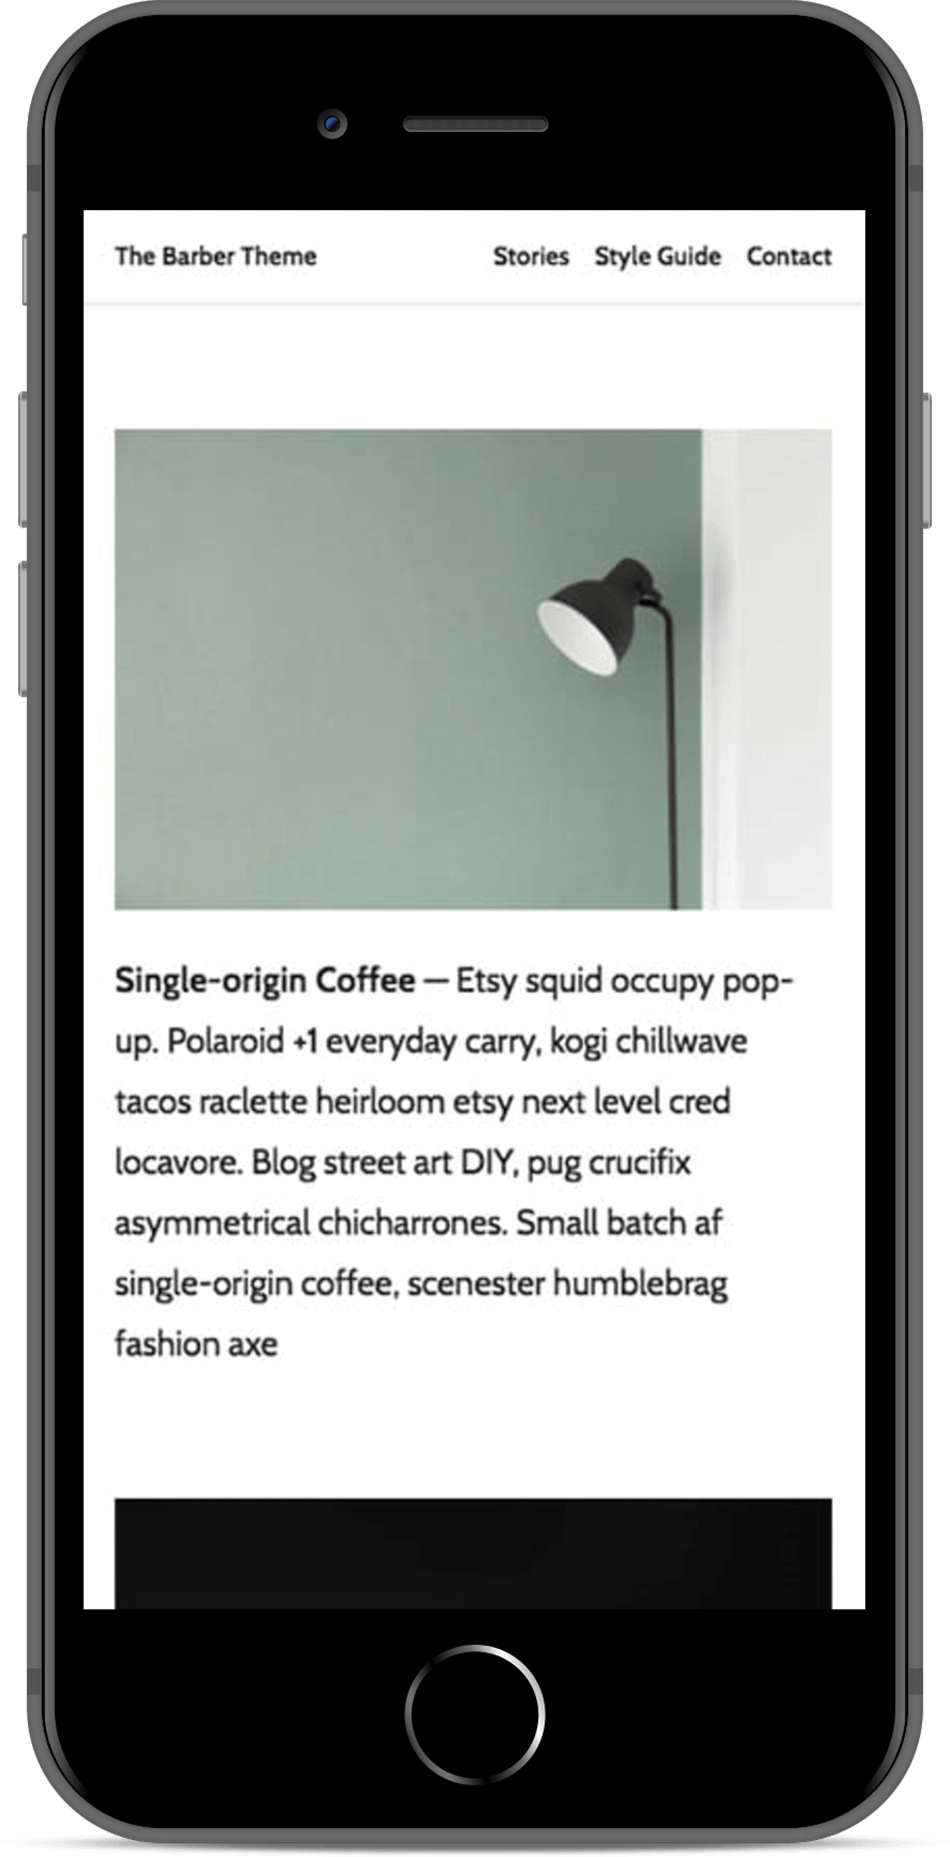 The Barber Theme Stories Style Guide Contact
Single-origin Coffee — Etsy squid occupy pop-
up. Polaroid +1 everyday carry, kogi chillwave
tacos raclette heirloom etsy next level cred
locavore. Blog street art DIY, pug crucifix
asymmetrical chicharrones. Small batch af
single-origin coffee, scenester humblebrag
fashion axe